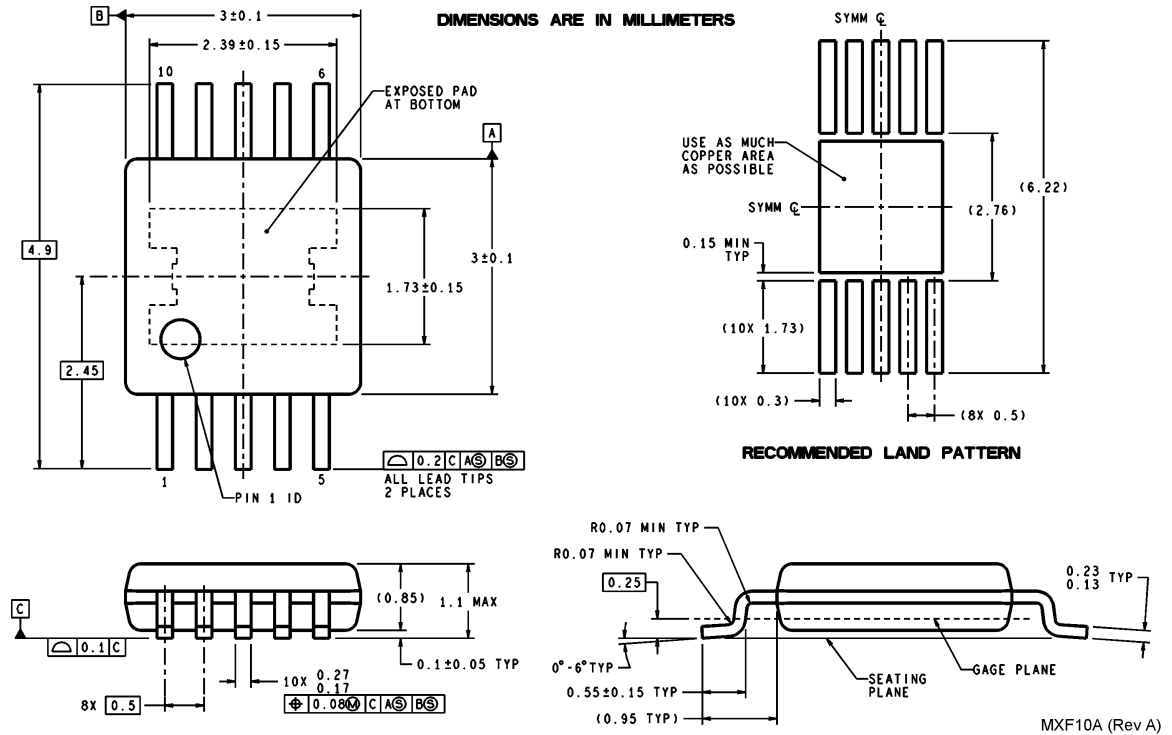 DIMENSIONS ARE IN MILLIMETERS
B
3±0.1
2.39±0.15
10
6
EXPOSED PAD
AT BOTTOM
A
4.9
2.45
1.73±0.15
3±0.1
1
5
PIN 1 ID
⌓ 0.2 C AⓈ BⓈ
ALL LEAD TIPS
2 PLACES
SYMM ℄
USE AS MUCH
COPPER AREA
AS POSSIBLE
SYMM ℄
(6.22)
(2.76)
0.15 MIN
TYP
(10X 1.73)
(10X 0.3)
(8X 0.5)
RECOMMENDED LAND PATTERN
C
⌓ 0.1 C
(0.85)
1.1 MAX
0.1±0.05 TYP
10X 0.27
0.17
⌖ 0.08Ⓜ C AⓈ BⓈ
8X 0.5
R0.07 MIN TYP
R0.07 MIN TYP
0.25
0.23
0.13 TYP
0°-6° TYP
0.55±0.15 TYP
(0.95 TYP)
SEATING
PLANE
GAGE PLANE
MXF10A (Rev A)